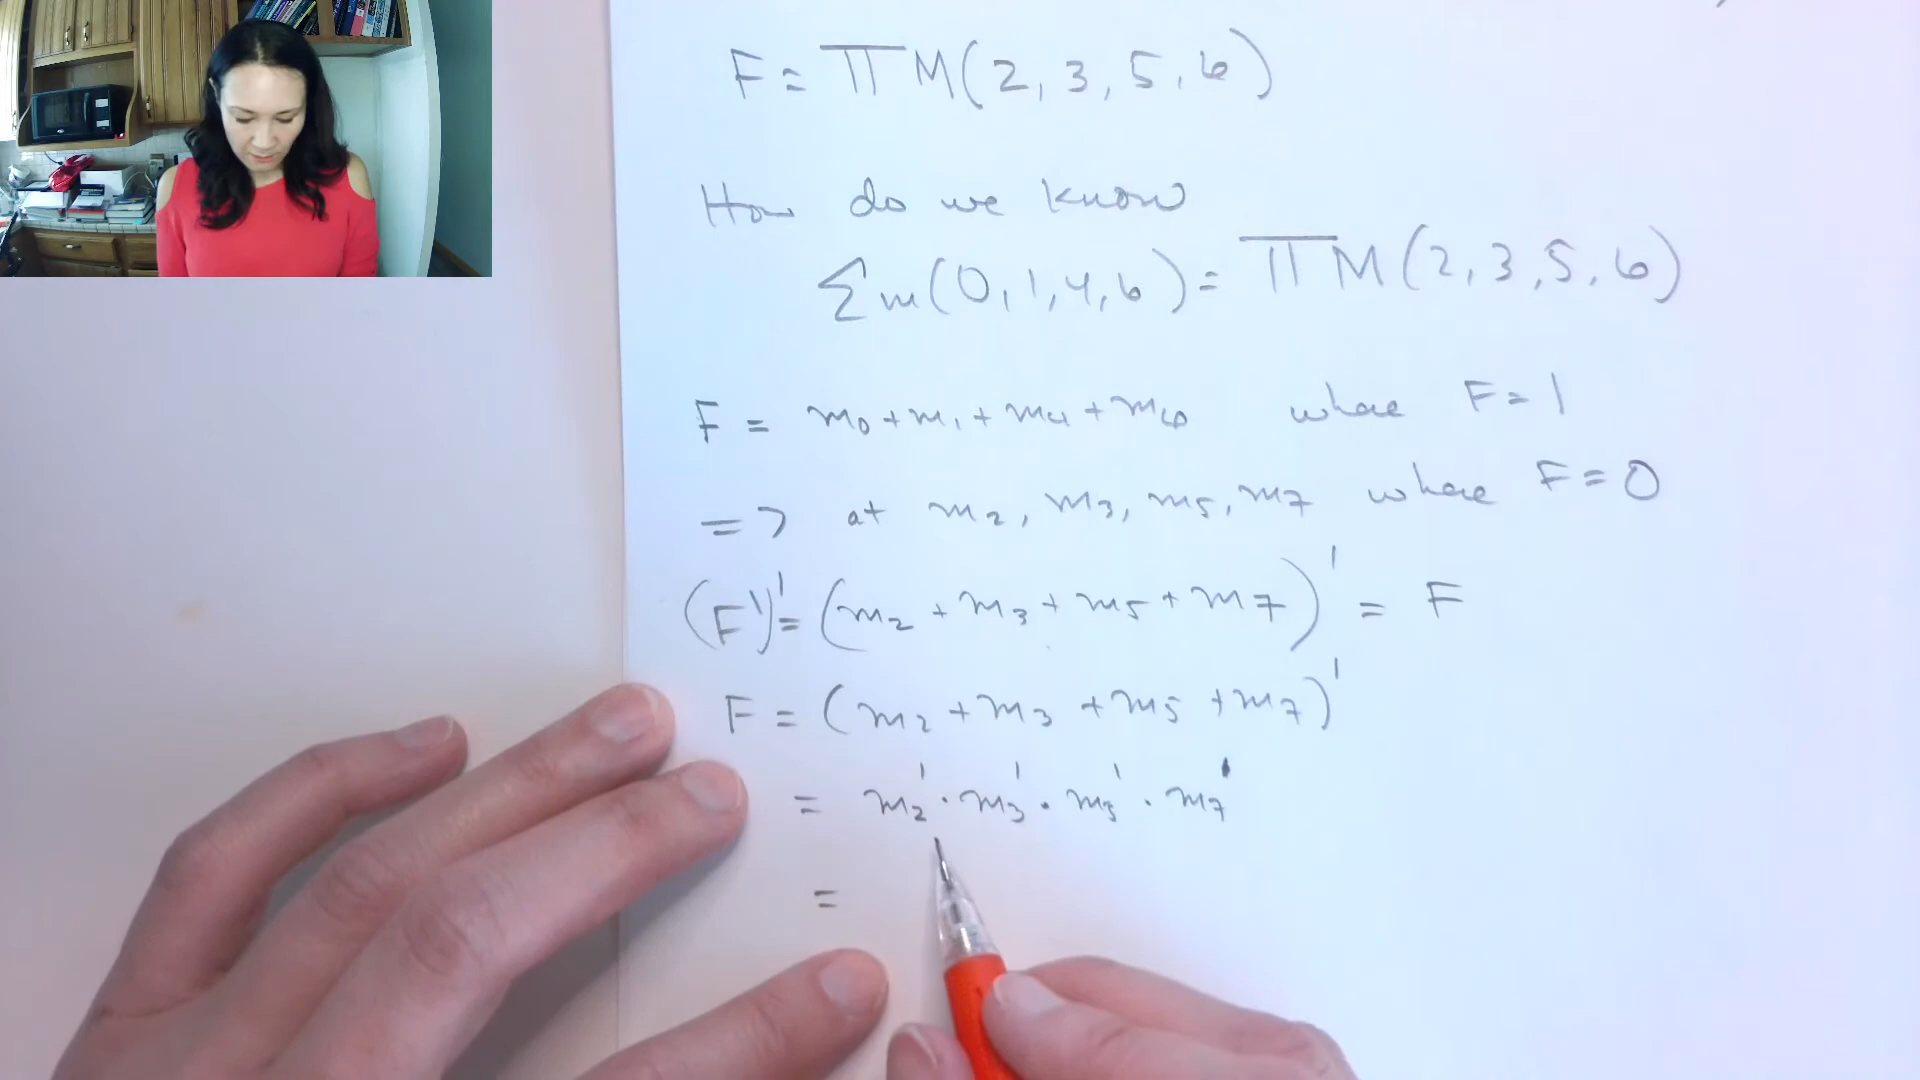 F = ΠM(2, 3, 5, 6)
How do we know
Σm(0,1,4,6) = ΠM(2,3,5,6)
F = m0+m1+m4+m6 where F=1
=> at m2, m3, m5, m7 where F=0
(F')' = (m2 + m3 + m5 + m7)' = F
F = (m2 + m3 + m5 + m7)'
= m2' · m3' · m5' · m7'
=